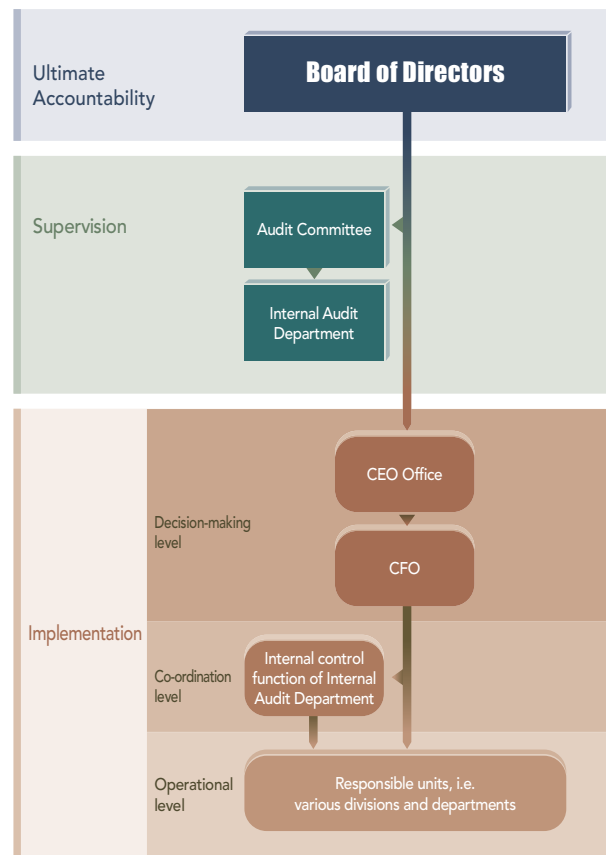 Ultimate
Accountability
Board of Directors
Supervision
Audit Committee
Internal Audit
Department
Implementation
Decision-making
level
CEO Office
CFO
Co-ordination
level
Internal control
function of Internal
Audit Department
Operational
level
Responsible units, i.e.
various divisions and departments